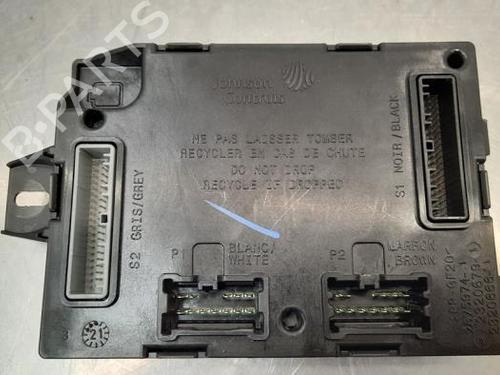 B-PARTS
Johnson
Controls
NE PAS LAISSER TOMBER
RECYCLER EN CAS DE CHUTE
DO NOT DROP
RECYCLE IF DROPPED
S1 NOIR/BLACK
S2 GRIS/GREY
P1
BLANC/
WHITE
P2
MARRON
BROWN
21